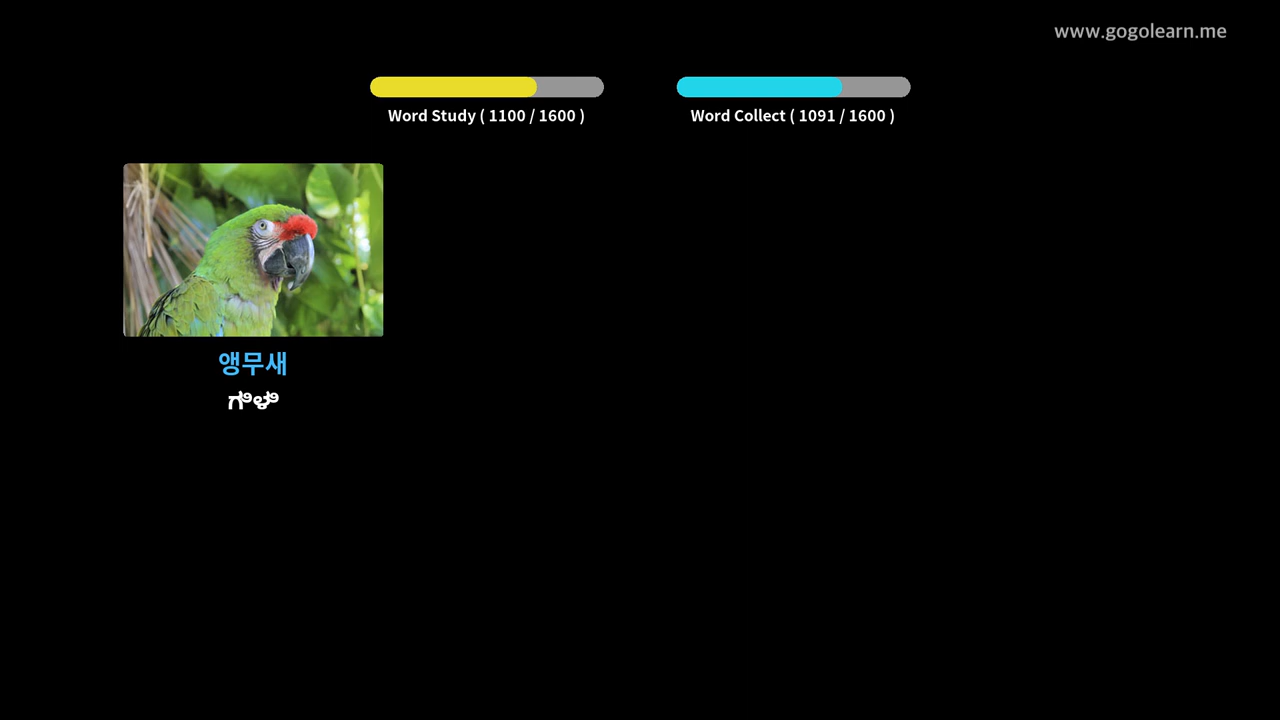 www.gogolearn.me
Word Study ( 1100 / 1600 )
Word Collect ( 1091 / 1600 )
앵무새
ಗಿಳಿ